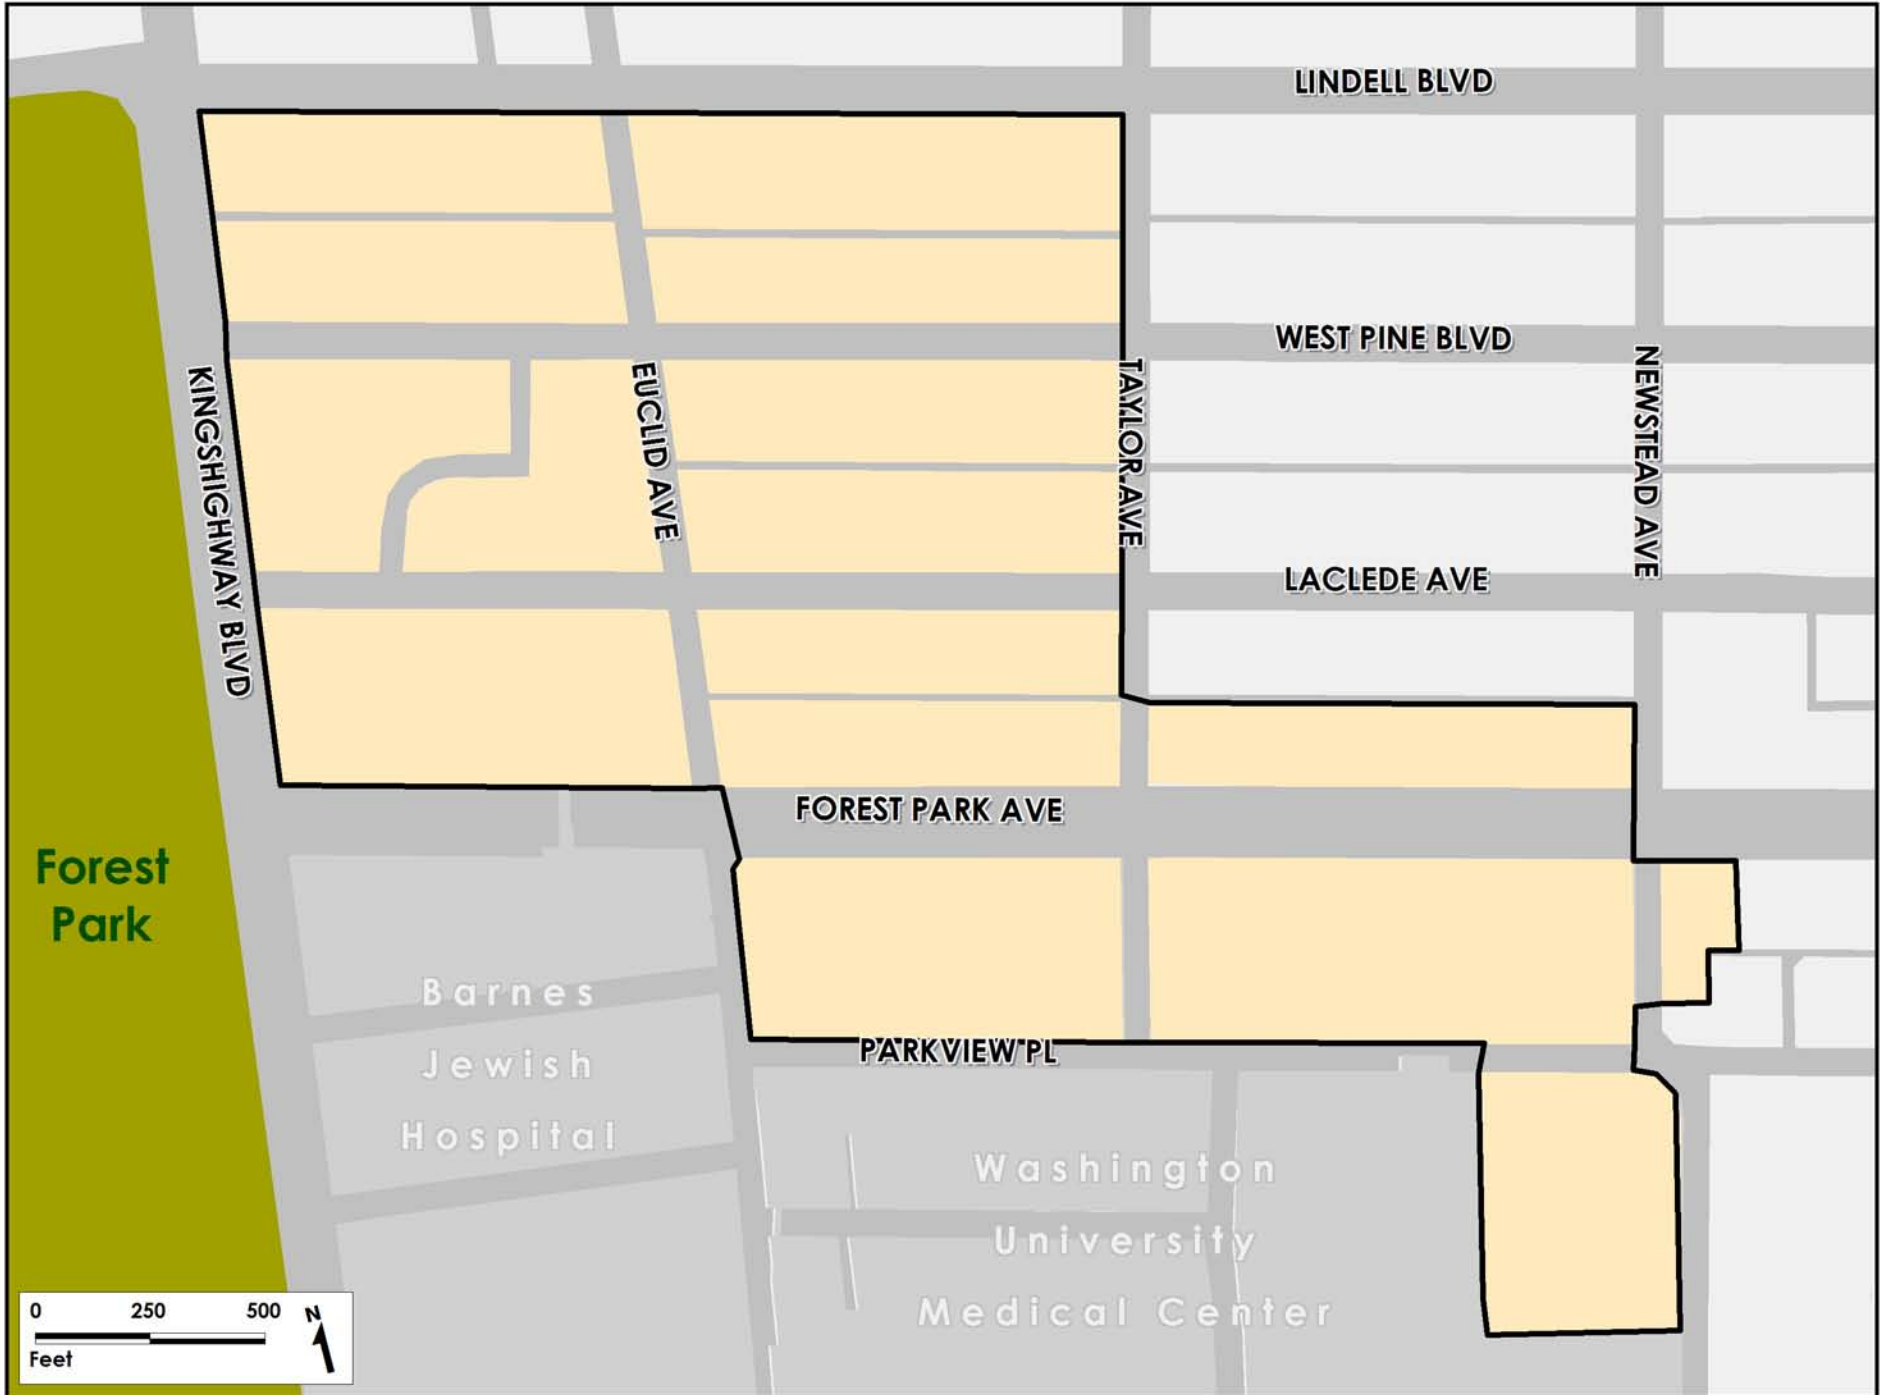 LINDELL BLVD
WEST PINE BLVD
KINGSHIGHWAY BLVD
EUCLID AVE
TAYLOR AVE
NEWSTEAD AVE
LACLEDE AVE
FOREST PARK AVE
Forest
Park
Barnes
Jewish
Hospital
PARKVIEW PL
Washington
University
Medical Center
0 250 500
N
Feet